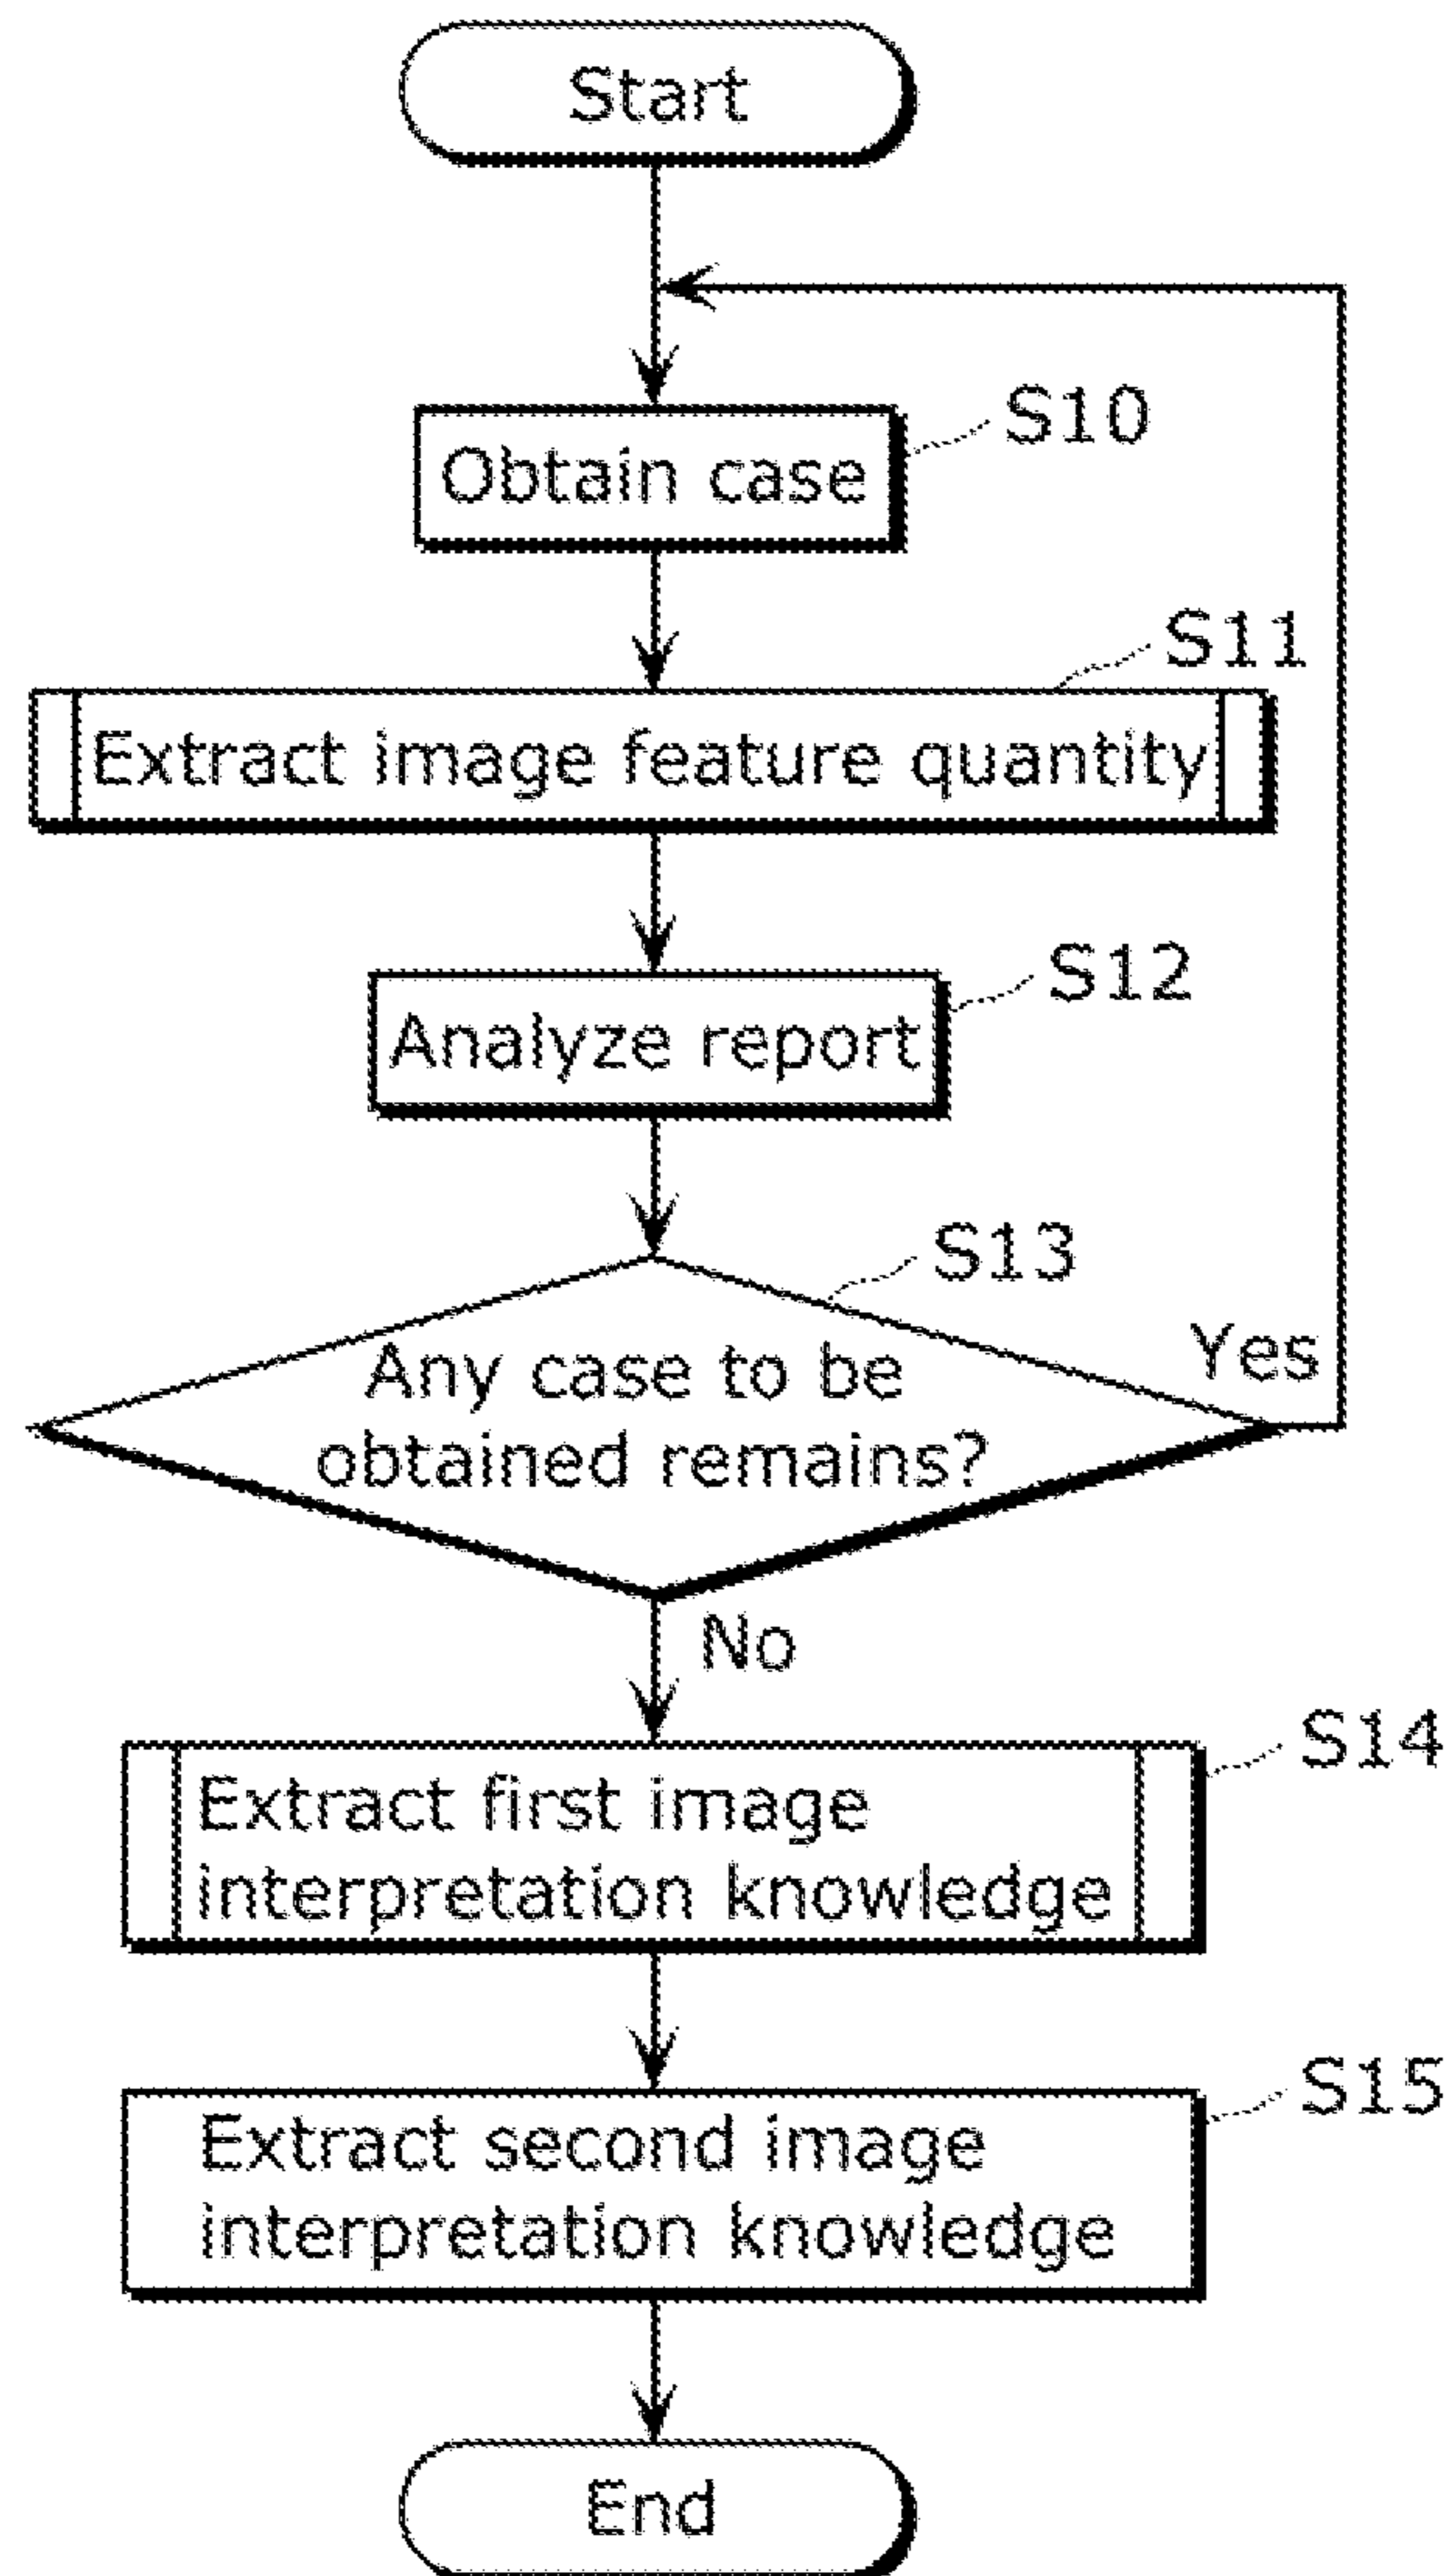 Start
S10
Obtain case
S11
Extract image feature quantity
S12
Analyze report
S13
Any case to be
obtained remains?
Yes
No
S14
Extract first image
interpretation knowledge
S15
Extract second image
interpretation knowledge
End